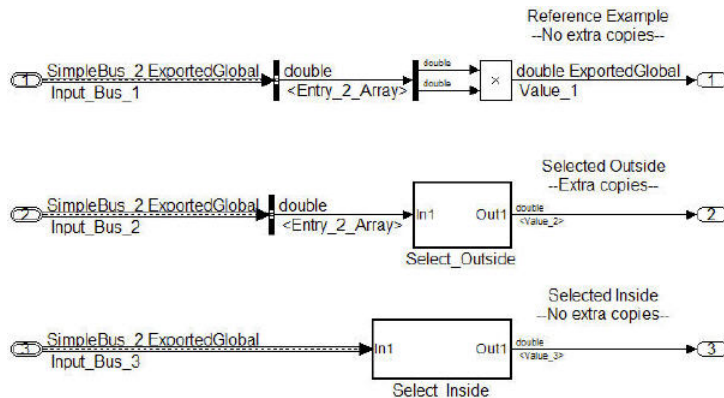 Reference Example
--No extra copies--
1
SimpleBus_2 ExportedGlobal
Input_Bus_1
double
<Entry_2_Array>
double
double
×
double ExportedGlobal
Value_1
1
Selected Outside
--Extra copies--
2
SimpleBus_2 ExportedGlobal
Input_Bus_2
double
<Entry_2_Array>
In1 Out1
Select_Outside
double
<Value_2>
2
Selected Inside
--No extra copies--
3
SimpleBus_2 ExportedGlobal
Input_Bus_3
In1 Out1
Select_Inside
double
<Value_3>
3